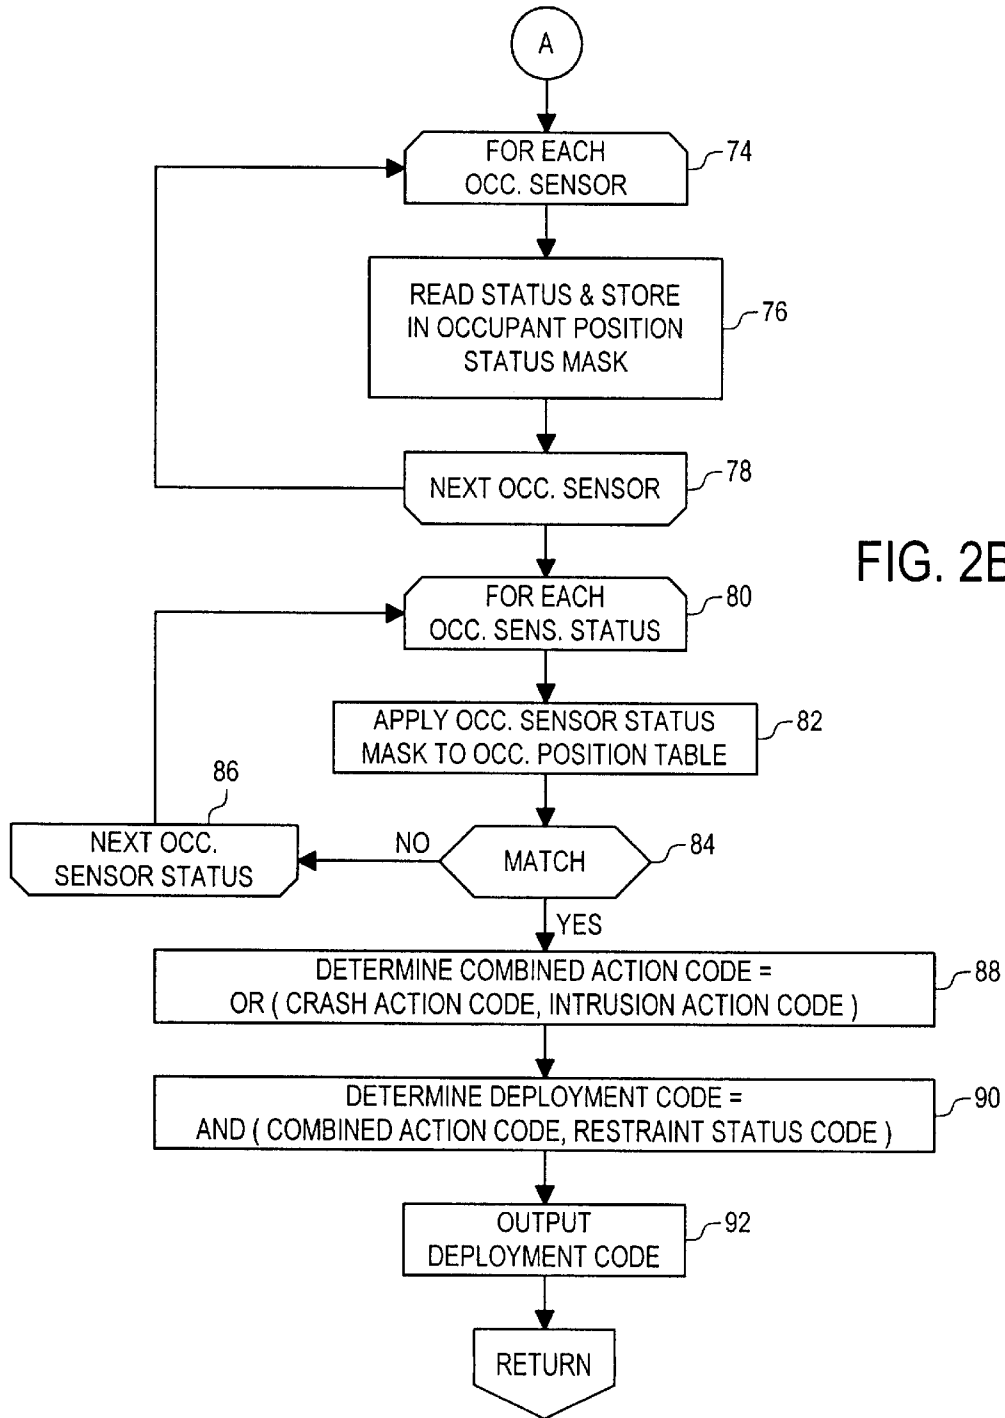 A
FOR EACH
OCC. SENSOR
74
READ STATUS & STORE
IN OCCUPANT POSITION
STATUS MASK
76
NEXT OCC. SENSOR
78
FIG. 2B
FOR EACH
OCC. SENS. STATUS
80
APPLY OCC. SENSOR STATUS
MASK TO OCC. POSITION TABLE
82
86
NEXT OCC.
SENSOR STATUS
NO
MATCH
84
YES
DETERMINE COMBINED ACTION CODE =
OR ( CRASH ACTION CODE, INTRUSION ACTION CODE )
88
DETERMINE DEPLOYMENT CODE =
AND ( COMBINED ACTION CODE, RESTRAINT STATUS CODE )
90
OUTPUT
DEPLOYMENT CODE
92
RETURN